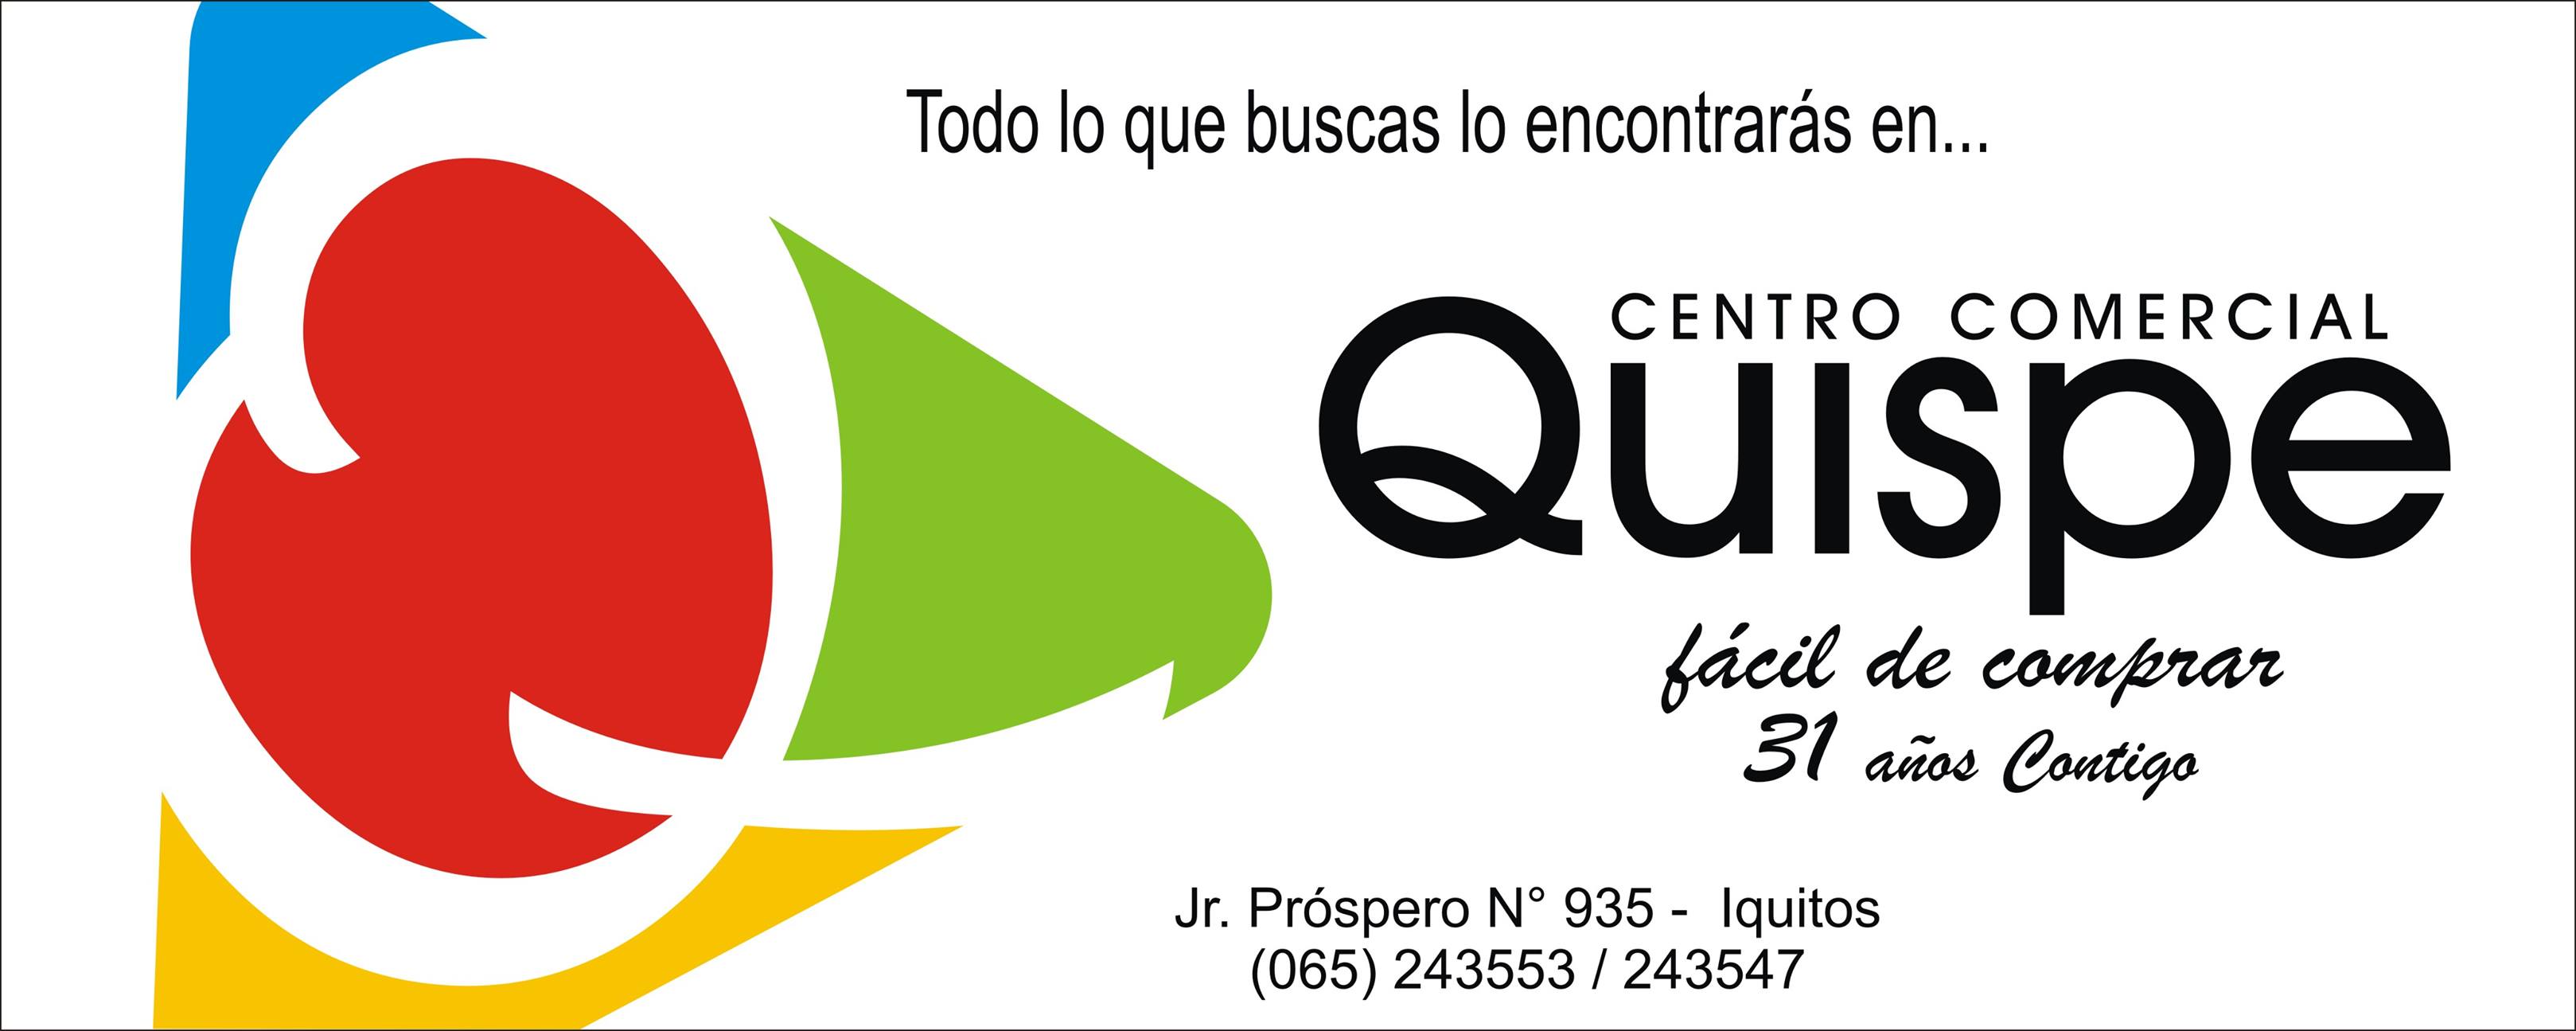 Todo lo que buscas lo encontrarás en...
CENTRO COMERCIAL
Quispe
fácil de comprar
31 años Contigo
Jr. Próspero N° 935 - Iquitos
(065) 243553 / 243547